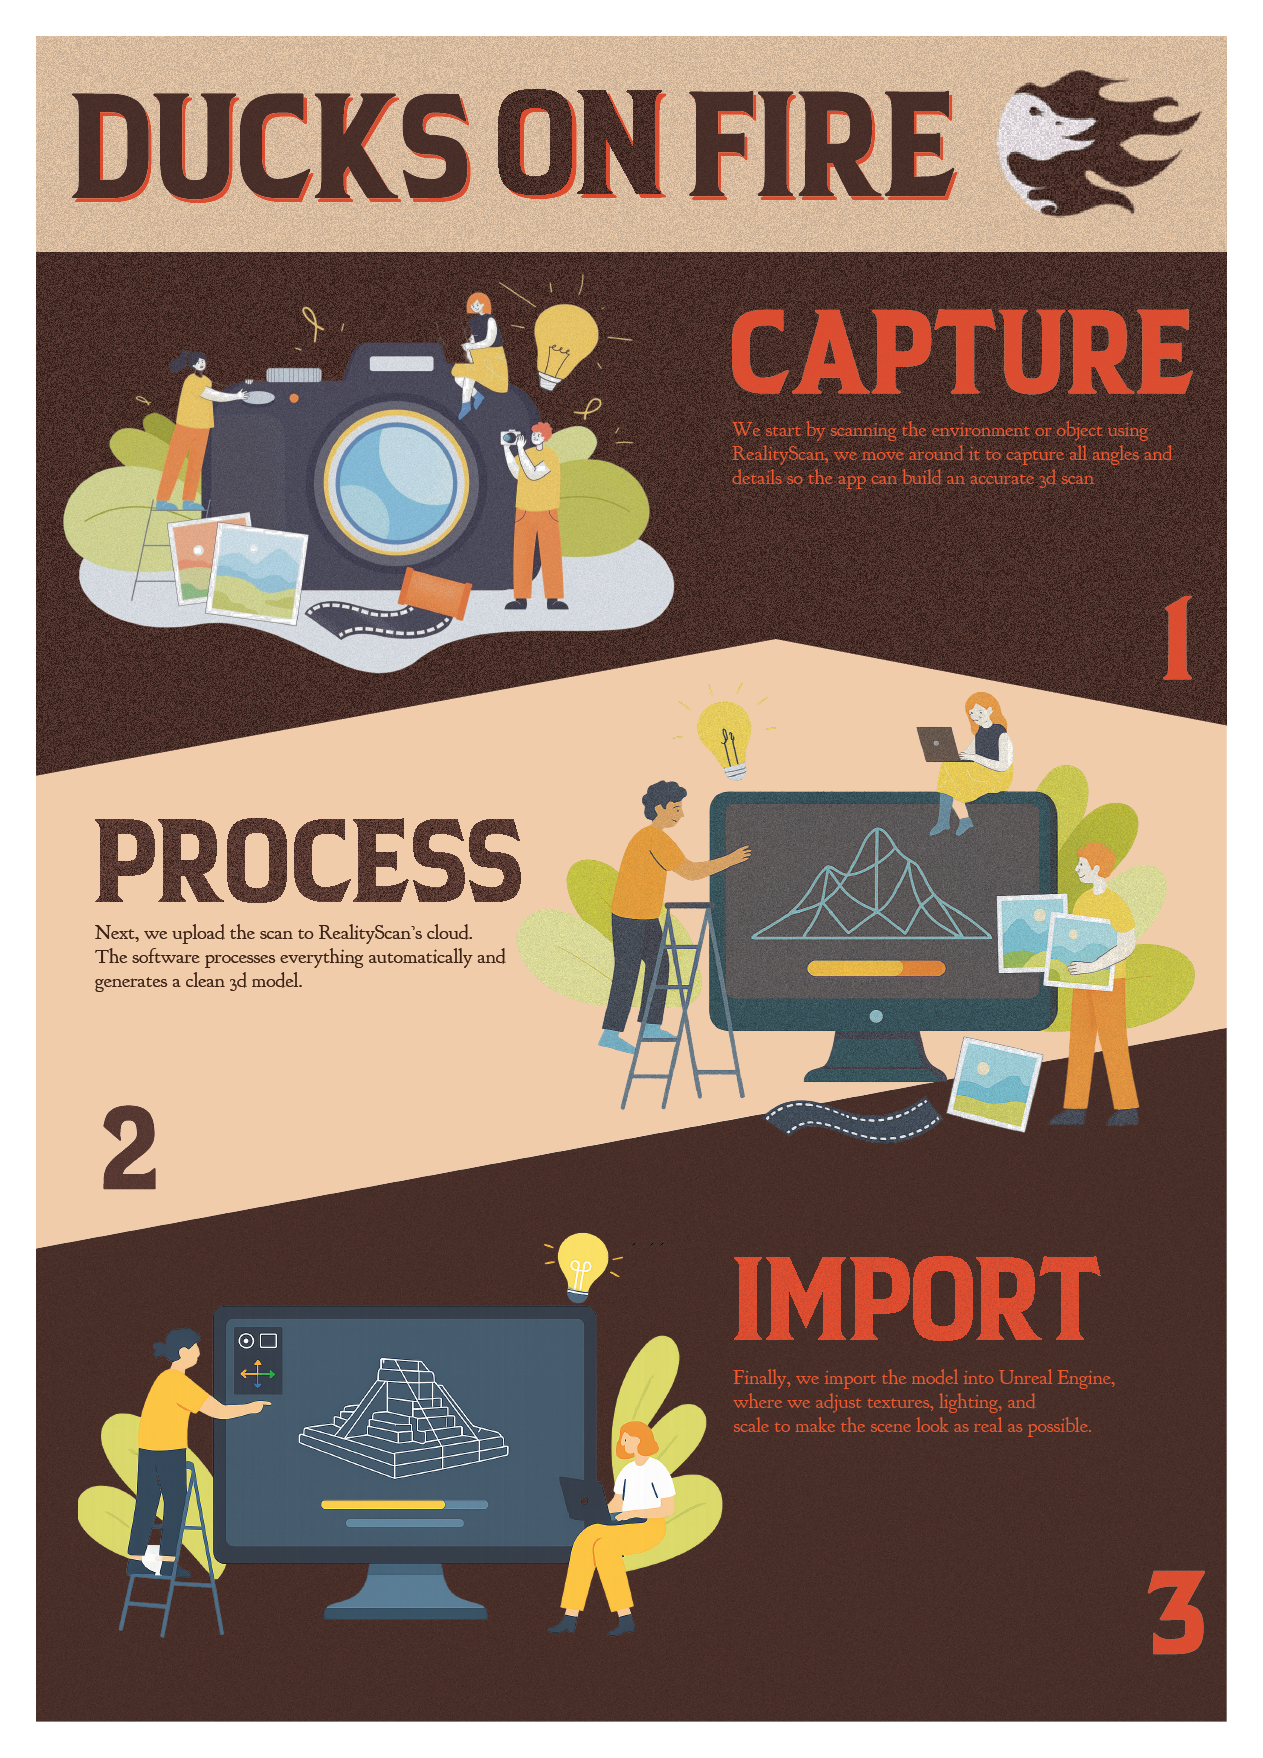 DUCKS ON FIRE
CAPTURE
We start by scanning the environment or object using
RealityScan, we move around it to capture all angles and
details so the app can build an accurate 3d scan
1
PROCESS
Next, we upload the scan to RealityScan's cloud.
The software processes everything automatically and
generates a clean 3d model.
2
IMPORT
Finally, we import the model into Unreal Engine,
where we adjust textures, lighting, and
scale to make the scene look as real as possible.
3